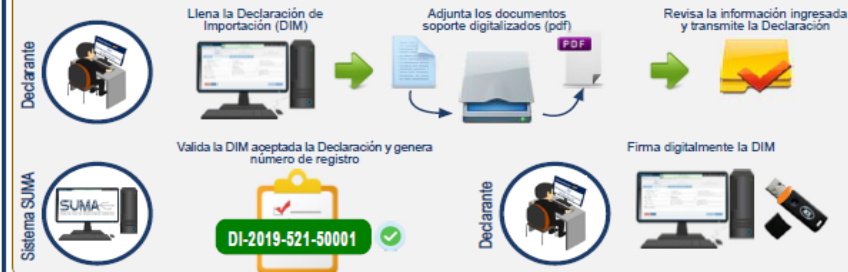 Declarante
Llena la Declaración de
Importación (DIM)
Adjunta los documentos
soporte digitalizados (pdf)
PDF
Revisa la información ingresada
y transmite la Declaración
Sistema SUMA
SUMA
Valida la DIM aceptada la Declaración y genera
número de registro
DI-2019-521-50001
Declarante
Firma digitalmente la DIM